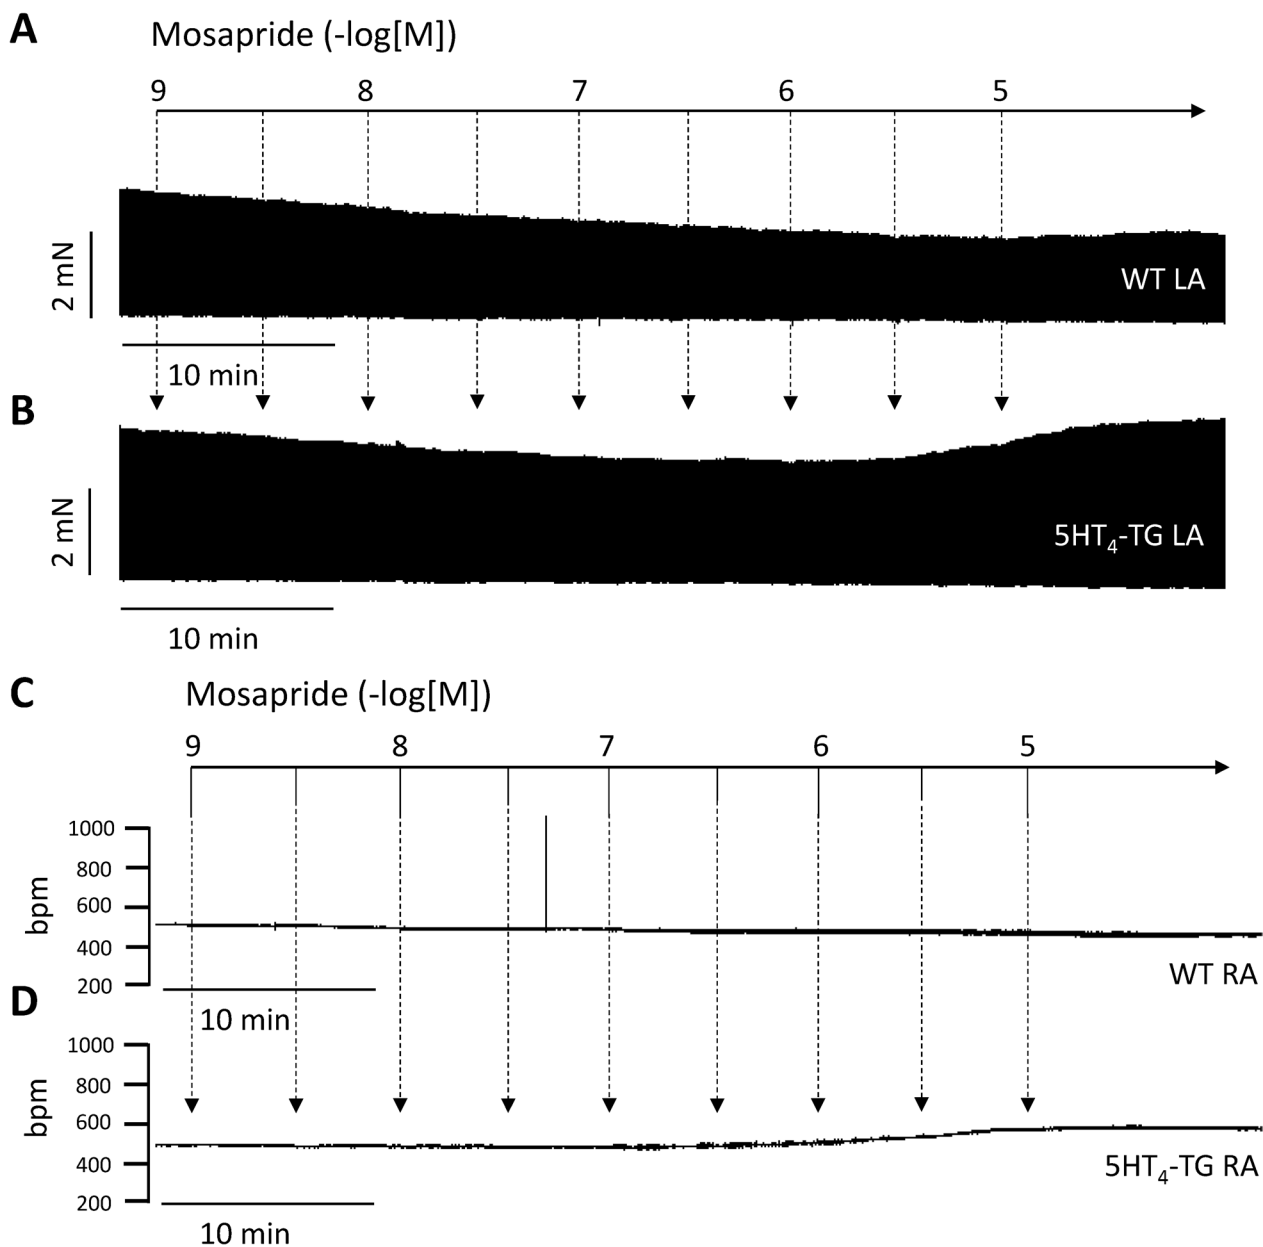 A
Mosapride (-log[M])
9 8 7 6 5
2 mN
WT LA
10 min
B
2 mN
5HT₄-TG LA
10 min
C
Mosapride (-log[M])
9 8 7 6 5
1000
800
600
400
200
bpm
WT RA
10 min
D
1000
800
600
400
200
bpm
5HT₄-TG RA
10 min